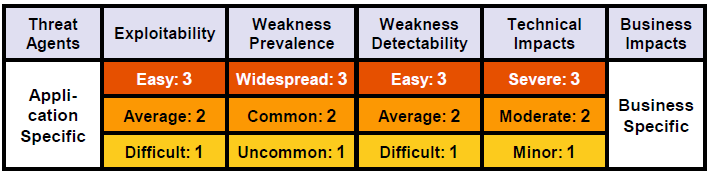 Threat
Agents
Exploitability
Weakness
Prevalence
Weakness
Detectability
Technical
Impacts
Business
Impacts
Appli-
cation
Specific
Easy: 3
Widespread: 3
Easy: 3
Severe: 3
Business
Specific
Average: 2
Common: 2
Average: 2
Moderate: 2
Difficult: 1
Uncommon: 1
Difficult: 1
Minor: 1